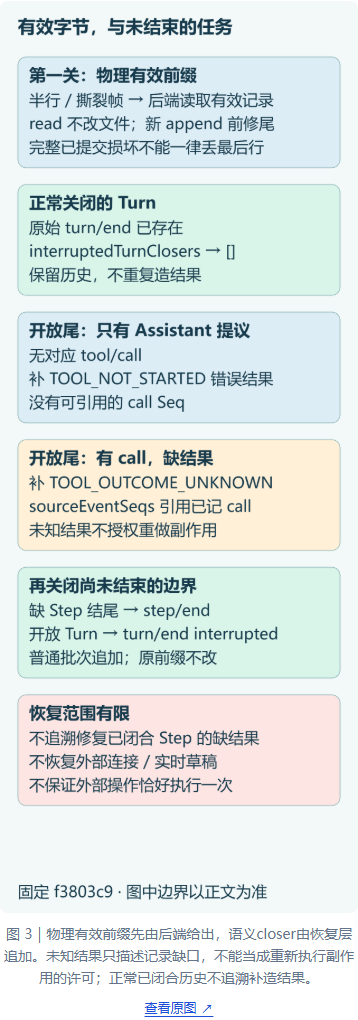 有效字节，与未结束的任务
第一关：物理有效前缀
半行 / 撕裂帧 → 后端读取有效记录
read 不改文件；新 append 前修尾
完整已提交损坏不能一律丢最后行
正常关闭的 Turn
原始 turn/end 已存在
interruptedTurnClosers → []
保留历史，不重复造结果
开放尾：只有 Assistant 提议
无对应 tool/call
补 TOOL_NOT_STARTED 错误结果
没有可引用的 call Seq
开放尾：有 call，缺结果
补 TOOL_OUTCOME_UNKNOWN
sourceEventSeqs 引用已记 call
未知结果不授权重做副作用
再关闭尚未结束的边界
缺 Step 结尾 → step/end
开放 Turn → turn/end interrupted
普通批次追加；原前缀不改
恢复范围有限
不追溯修复已闭合 Step 的缺结果
不恢复外部连接 / 实时草稿
不保证外部操作恰好执行一次
固定 f3803c9 · 图中边界以正文为准
图 3｜物理有效前缀先由后端给出，语义closer由恢复层
追加。未知结果只描述记录缺口，不能当成重新执行副作
用的许可；正常已闭合历史不追溯补造结果。
查看原图 ↗